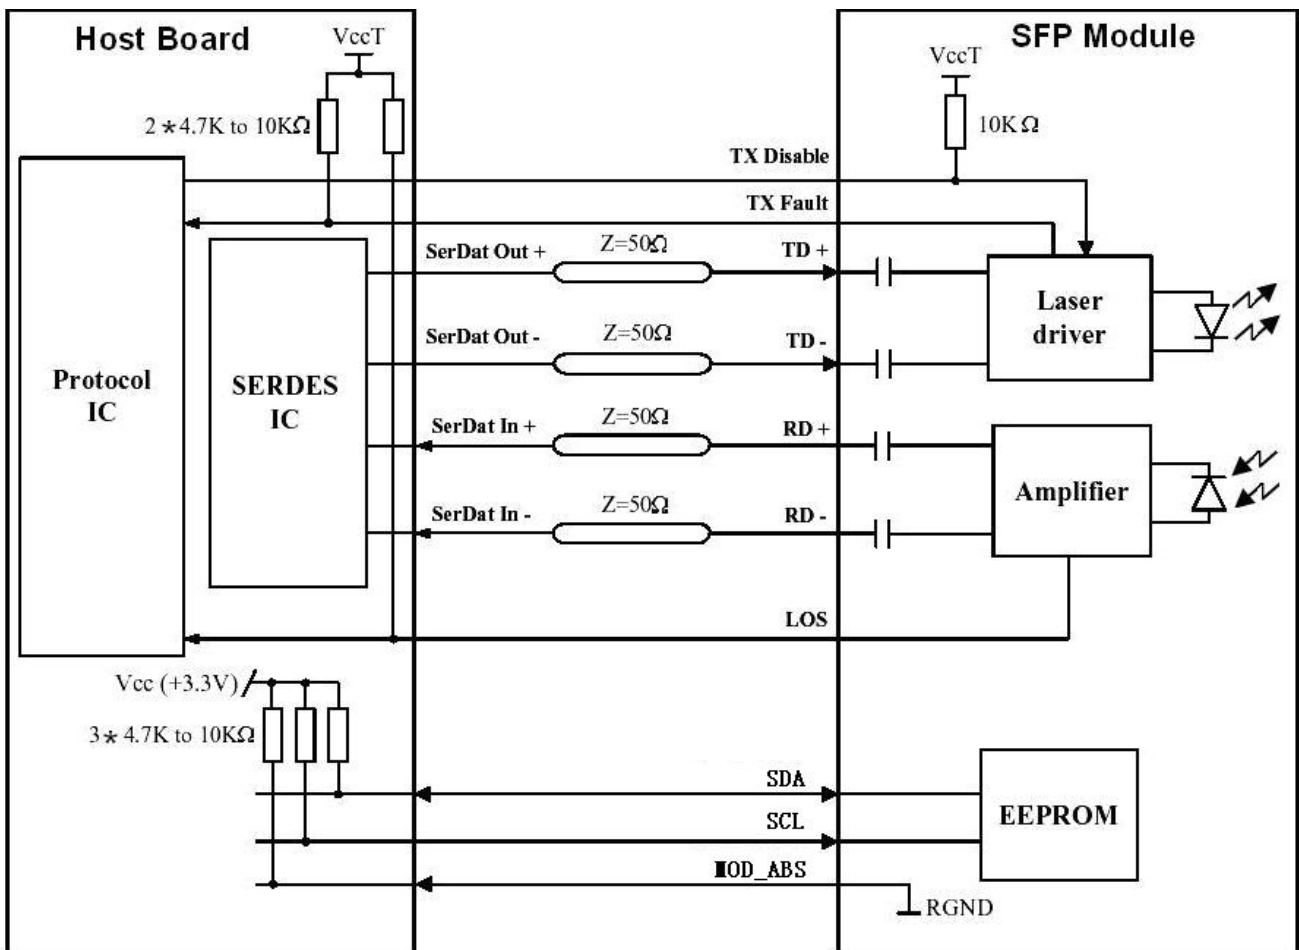 Host Board
SFP Module
VccT
VccT
2*4.7K to 10KΩ
10KΩ
TX Disable
TX Fault
SerDat Out +
Z=50Ω
TD +
SerDat Out -
Z=50Ω
TD -
Laser
driver
Protocol
IC
SERDES
IC
SerDat In +
Z=50Ω
RD +
SerDat In -
Z=50Ω
RD -
Amplifier
LOS
Vcc (+3.3V)
3* 4.7K to 10KΩ
SDA
SCL
MOD_ABS
EEPROM
RGND